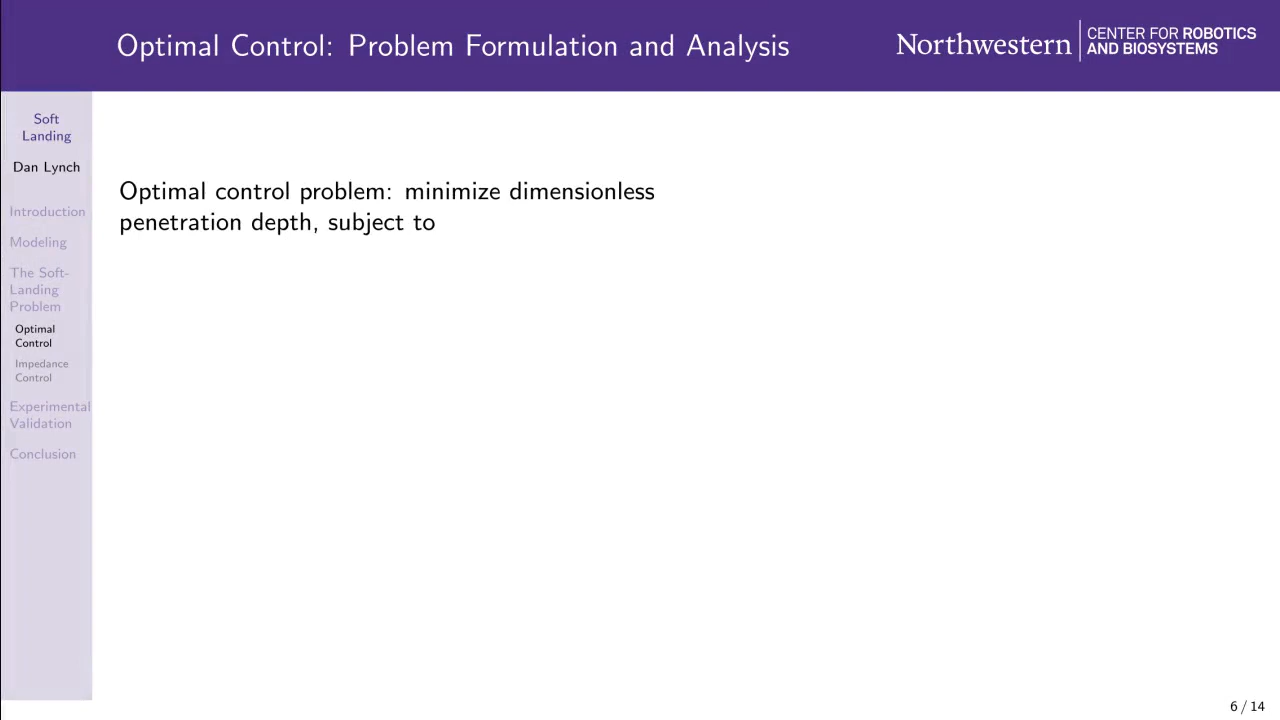 Optimal Control: Problem Formulation and Analysis
Northwestern
CENTER FOR ROBOTICS
AND BIOSYSTEMS
Soft
Landing
Dan Lynch
Introduction
Modeling
The Soft-
Landing
Problem
Optimal
Control
Impedance
Control
Experimental
Validation
Conclusion
Optimal control problem: minimize dimensionless
penetration depth, subject to
6 / 14